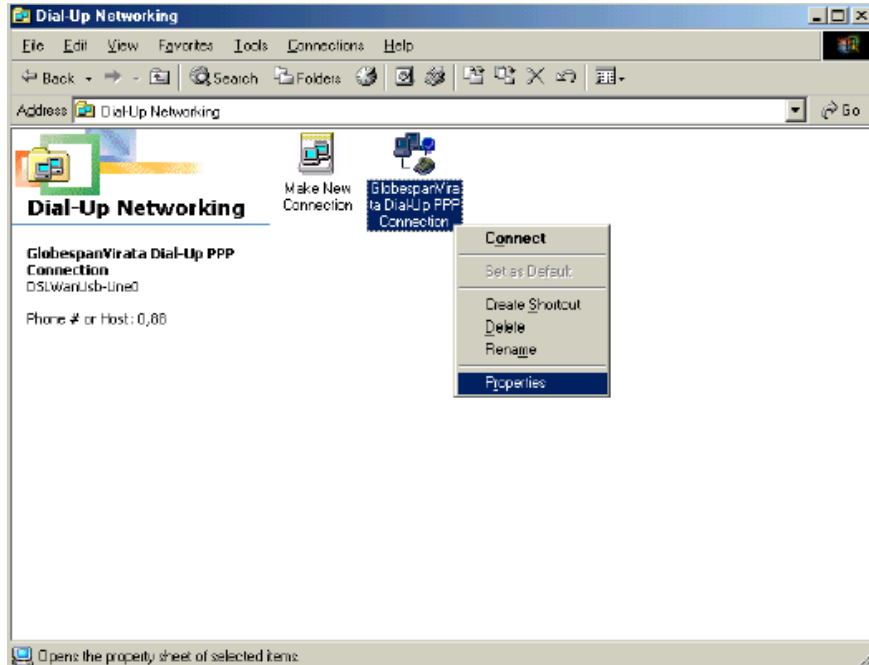 Dial-Up Networking
File Edit View Favorites Tools Connections Help
Back Search Folders
Address Dial-Up Networking Go
Make New
Connection
GlobespanVira
ta Dial-Up PPP
Connection
Dial-Up Networking
GlobespanVirata Dial-Up PPP
Connection
DSLWanUsb-Line0
Phone # or Host: 0,88
Connect
Set as Default
Create Shortcut
Delete
Rename
Properties
Opens the property sheet of selected items.